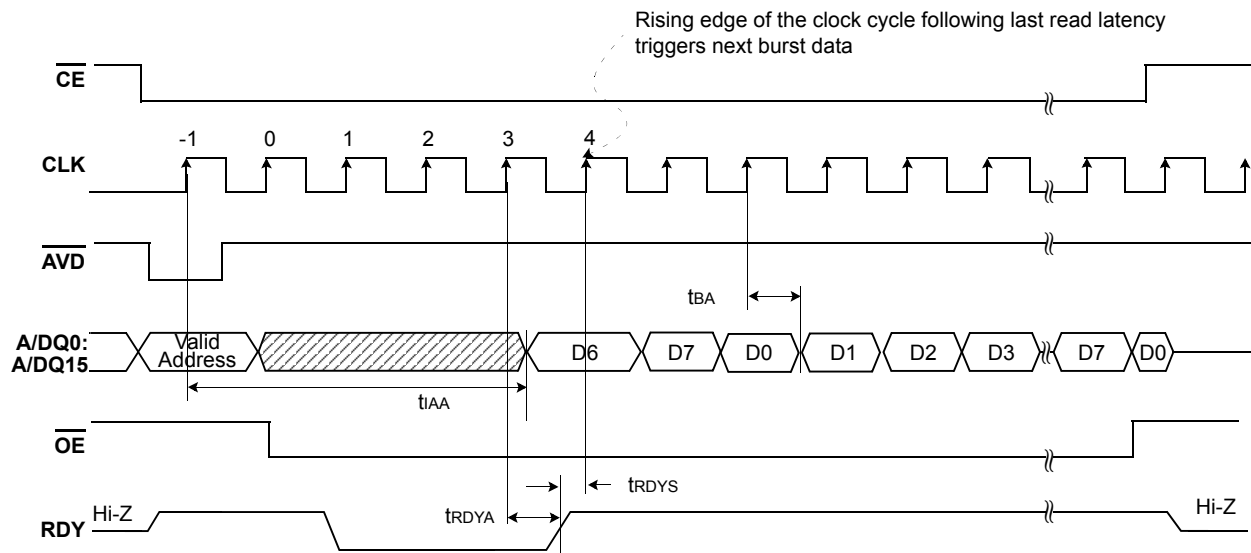 Rising edge of the clock cycle following last read latency
triggers next burst data
CE
-1 0 1 2 3 4
CLK
AVD
tBA
A/DQ0:
A/DQ15
Valid
Address
D6 D7 D0 D1 D2 D3 D7 D0
tIAA
OE
tRDYS
tRDYA
Hi-Z
RDY
Hi-Z